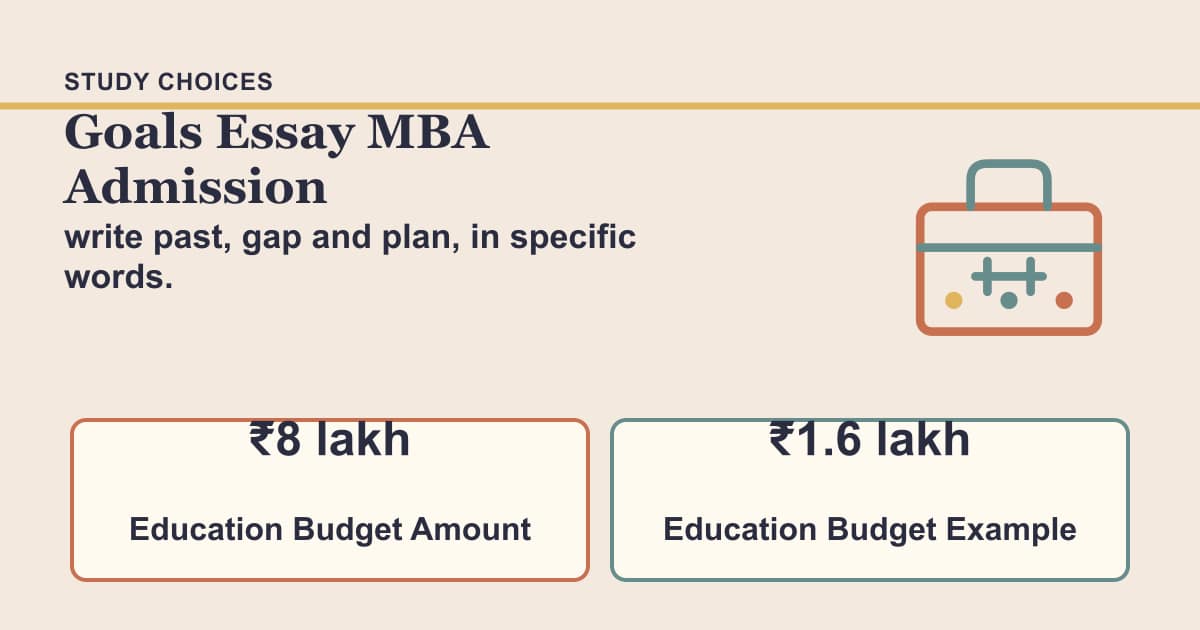 STUDY CHOICES
Goals Essay MBA
Admission
write past, gap and plan, in specific
words.
₹8 lakh
Education Budget Amount
₹1.6 lakh
Education Budget Example